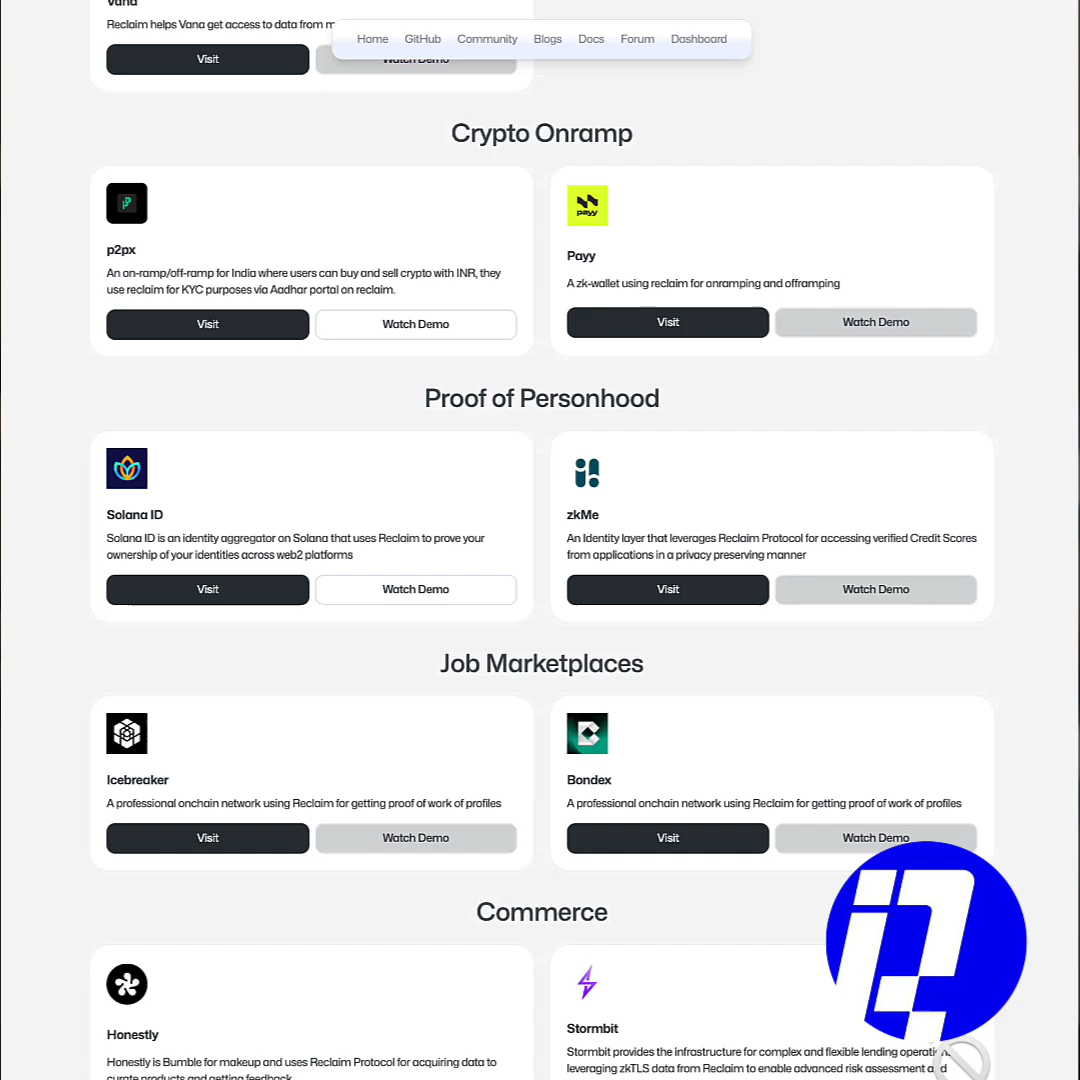 Vana
Reclaim helps Vana get access to data from m
Home GitHub Community Blogs Docs Forum Dashboard
Visit
Watch Demo
Crypto Onramp
p2px
An on-ramp/off-ramp for India where users can buy and sell crypto with INR, they
use reclaim for KYC purposes via Aadhar portal on reclaim.
Visit
Watch Demo
payy
Payy
A zk-wallet using reclaim for onramping and offramping
Visit
Watch Demo
Proof of Personhood
Solana ID
Solana ID is an identity aggregator on Solana that uses Reclaim to prove your
ownership of your identities across web2 platforms
Visit
Watch Demo
zkMe
An Identity layer that leverages Reclaim Protocol for accessing verified Credit Scores
from applications in a privacy preserving manner
Visit
Watch Demo
Job Marketplaces
Icebreaker
A professional onchain network using Reclaim for getting proof of work of profiles
Visit
Watch Demo
Bondex
A professional onchain network using Reclaim for getting proof of work of profiles
Visit
Watch Demo
Commerce
Honestly
Honestly is Bumble for makeup and uses Reclaim Protocol for acquiring data to
curate products and getting feedback
Stormbit
Stormbit provides the infrastructure for complex and flexible lending
leveraging zkTLS data from Reclaim to enable advanced risk assessment and